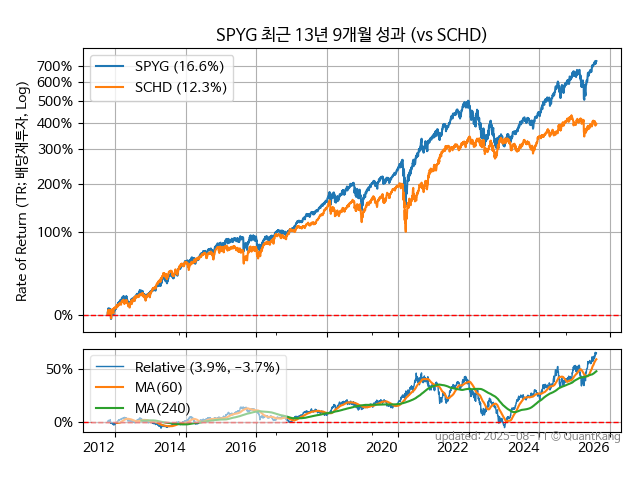 SPYG 최근 13년 9개월 성과 (vs SCHD)
Rate of Return (TR: 배당재투자, Log)
700%
600%
500%
400%
300%
200%
100%
0%
SPYG (16.6%)
SCHD (12.3%)
50%
0%
Relative (3.9%, −3.7%)
MA(60)
MA(240)
2012 2014 2016 2018 2020 2022 2024 2026
updated: 2025-08-11 © QuantKang